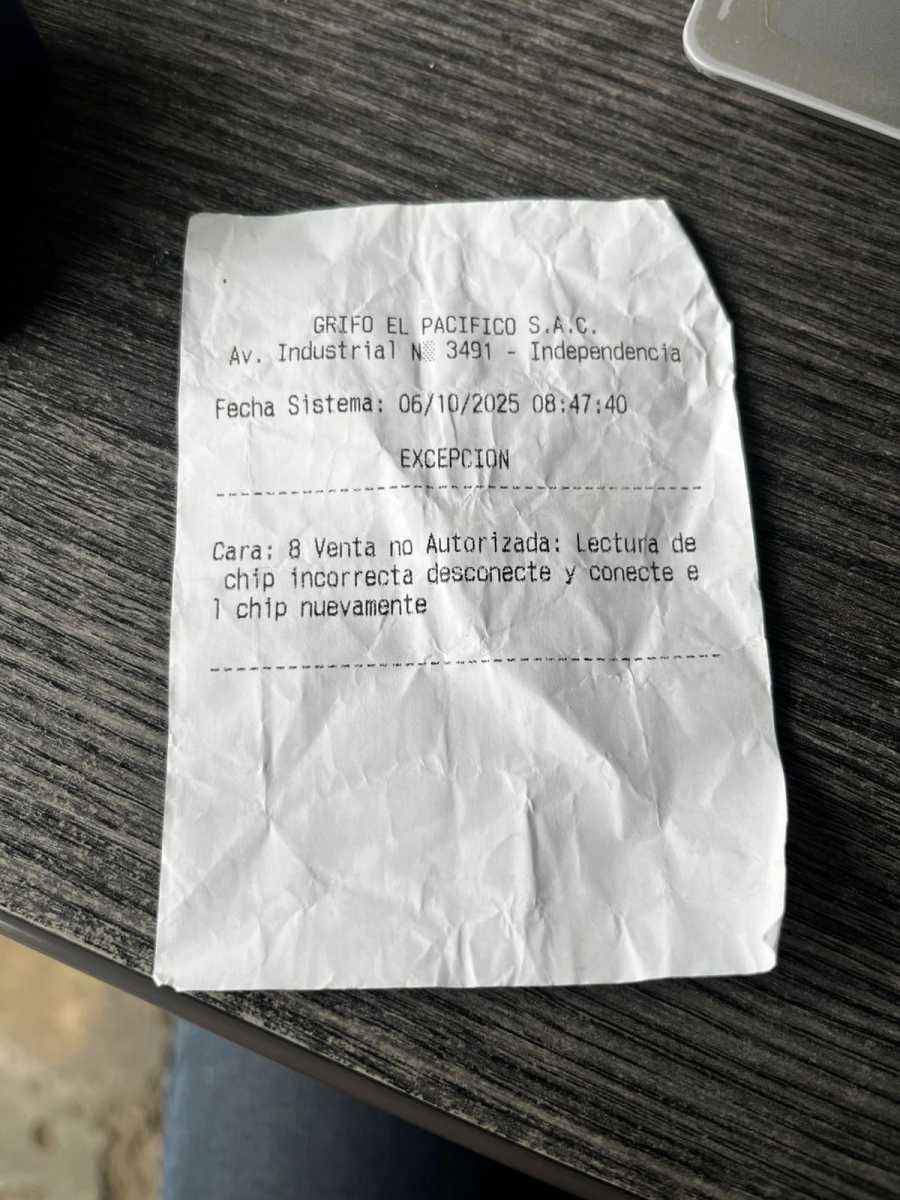 GRIFO EL PACIFICO S.A.C.
Av. Industrial N▒ 3491 - Independencia
Fecha Sistema: 06/10/2025 08:47:40
EXCEPCION
Cara: 8 Venta no Autorizada: Lectura de
chip incorrecta desconecte y conecte e
l chip nuevamente